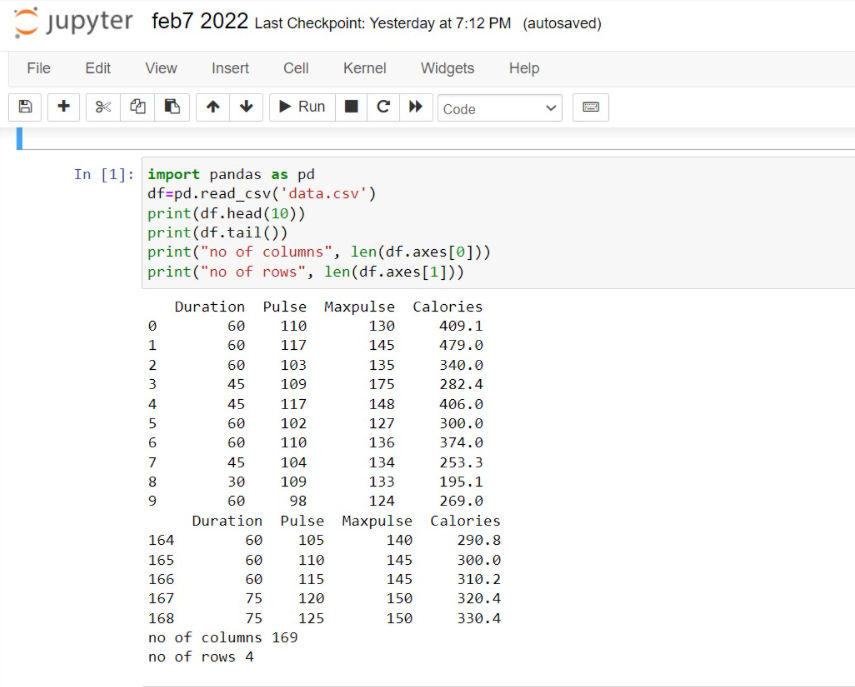 jupyter feb7 2022 Last Checkpoint: Yesterday at 7:12 PM (autosaved)
File Edit View Insert Cell Kernel Widgets Help
Run Code
In [1]: import pandas as pd
df=pd.read_csv('data.csv')
print(df.head(10))
print(df.tail())
print("no of columns", len(df.axes[0]))
print("no of rows", len(df.axes[1]))
Duration Pulse Maxpulse Calories
0 60 110 130 409.1
1 60 117 145 479.0
2 60 103 135 340.0
3 45 109 175 282.4
4 45 117 148 406.0
5 60 102 127 300.0
6 60 110 136 374.0
7 45 104 134 253.3
8 30 109 133 195.1
9 60 98 124 269.0
Duration Pulse Maxpulse Calories
164 60 105 140 290.8
165 60 110 145 300.0
166 60 115 145 310.2
167 75 120 150 320.4
168 75 125 150 330.4
no of columns 169
no of rows 4